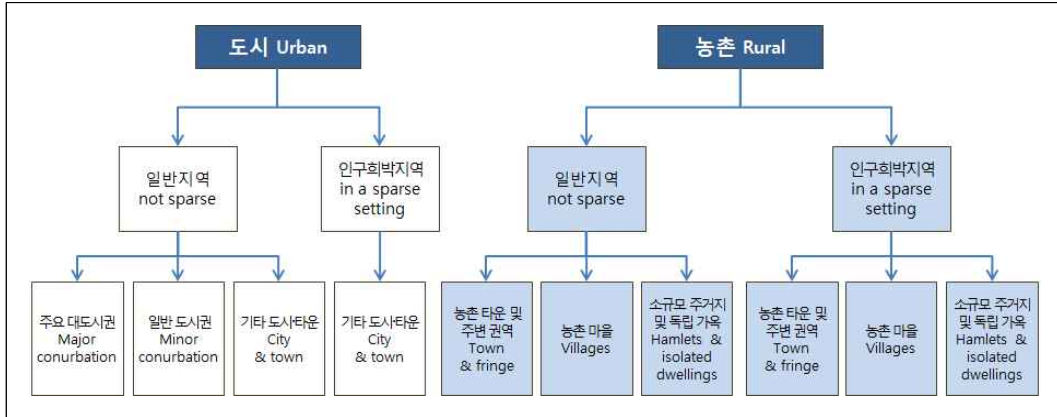 도시 Urban
농촌 Rural
일반지역
not sparse
인구희박지역
in a sparse
setting
일반지역
not sparse
인구희박지역
in a sparse
setting
주요 대도시권
Major
conurbation
일반 도시권
Minor
conurbation
기타 도시·타운
City
& town
기타 도시·타운
City
& town
농촌 타운 및
주변 권역
Town
& fringe
농촌 마을
Villages
소규모 주거지
및 독립 가옥
Hamlets &
isolated
dwellings
농촌 타운 및
주변 권역
Town
& fringe
농촌 마을
Villages
소규모 주거지
및 독립 가옥
Hamlets &
isolated
dwellings